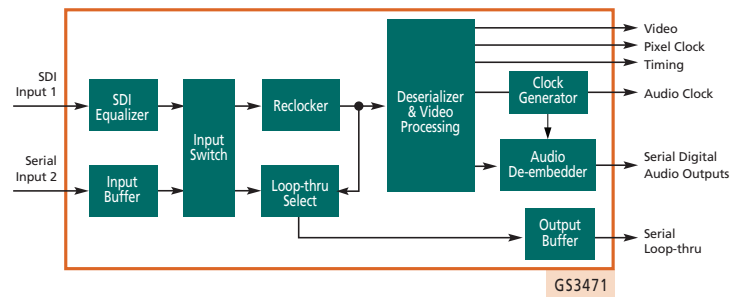 Video
Pixel Clock
Timing
SDI
Input 1
SDI
Equalizer
Input
Switch
Reclocker
Deserializer
& Video
Processing
Clock
Generator
Audio Clock
Serial
Input 2
Input
Buffer
Loop-thru
Select
Audio
De-embedder
Serial Digital
Audio Outputs
Output
Buffer
Serial
Loop-thru
GS3471